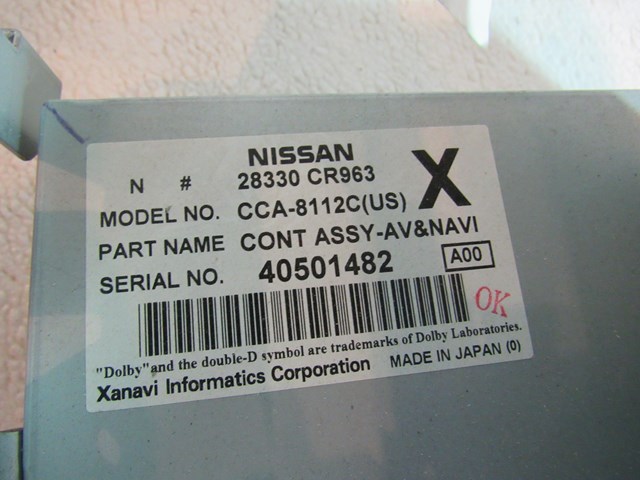 NISSAN
N # 28330 CR963 X
MODEL NO. CCA-8112C(US)
PART NAME CONT ASSY-AV&NAVI
SERIAL NO. 40501482 A00
OK
"Dolby"and the double-D symbol are trademarks of Dolby Laboratories.
Xanavi Informatics Corporation MADE IN JAPAN (0)